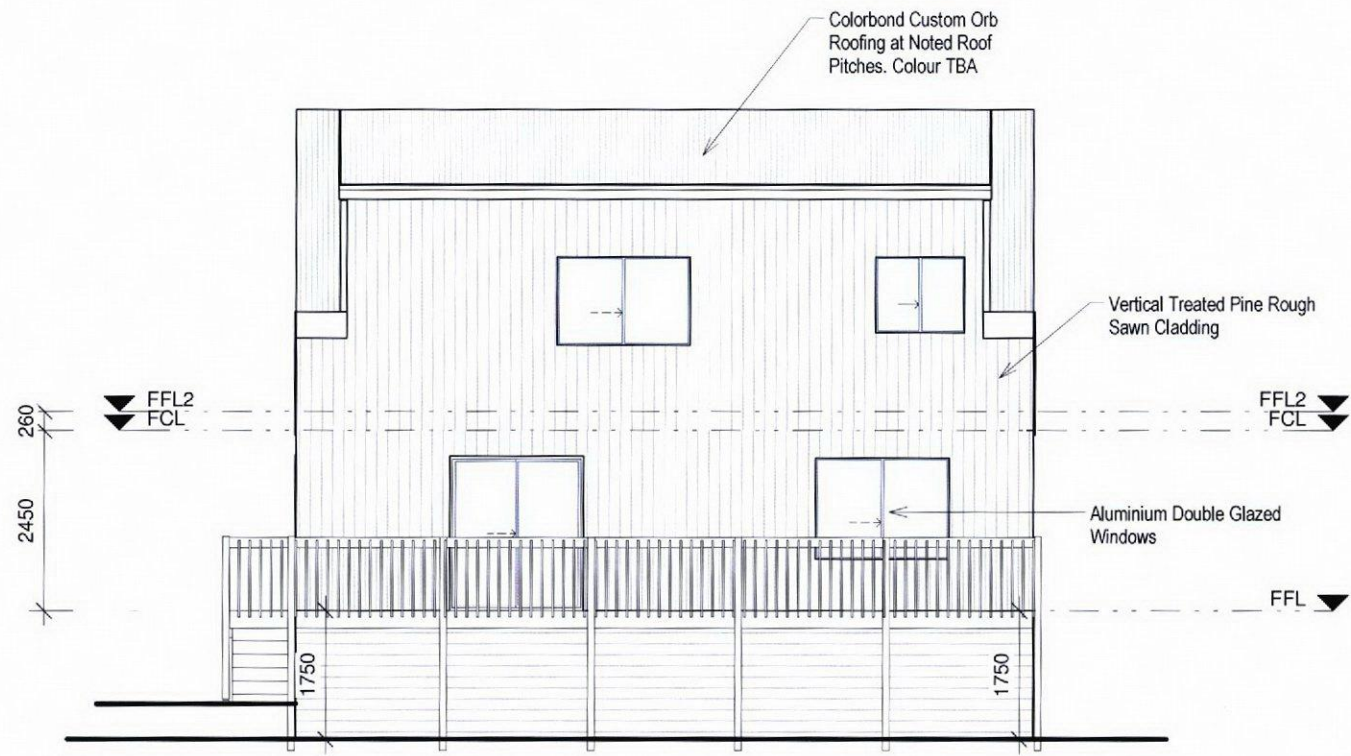 Colorbond Custom Orb
Roofing at Noted Roof
Pitches. Colour TBA
Vertical Treated Pine Rough
Sawn Cladding
FFL2
FCL
260
FFL2
FCL
2450
Aluminium Double Glazed
Windows
FFL
1750
1750